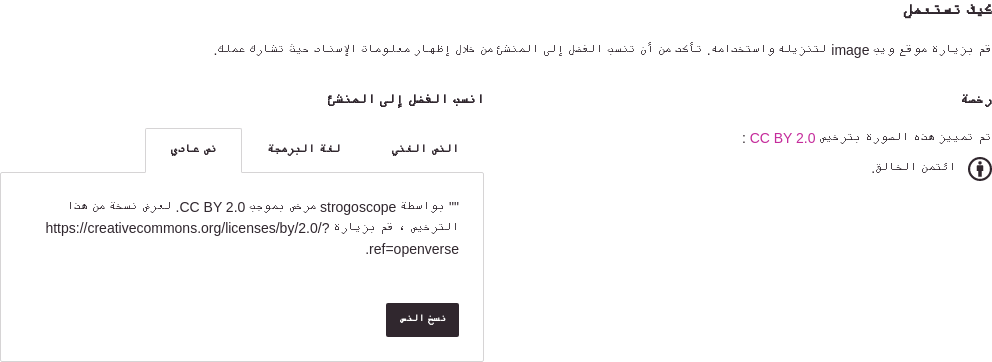 كيف تستعمل
قم بزيارة موقع ويب image لتنزيله واستخدامه. تأكد من أن تنسب الفضل إلى المنشئ من خلال إظهار معلومات الإسناد حيث تشارك عملك.
رخصة
تم تمييز هذه الصورة بترخيص CC BY 2.0 :
ائتمن الخالق.
انسب الفضل إلى المنشئ
النص الغني
لغة البرمجة
نص عادي
"" بواسطة strogoscope مرخص بموجب CC BY 2.0. لعرض نسخة من هذا
الترخيص ، قم بزيارة https://creativecommons.org/licenses/by/2.0/?
ref=openverse.
نسخ النص